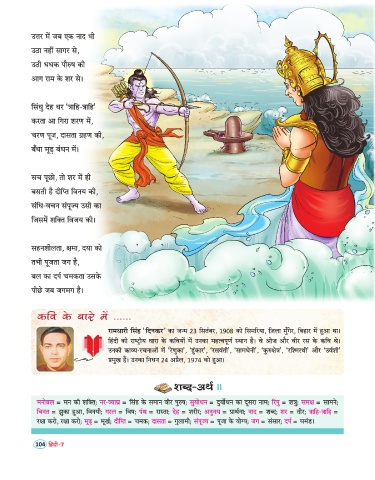 उत्तर में जब एक नाद भी
उठा नहीं सागर से,
उठी धधक पौरुष की
आग राम के शर से।
सिंधु देह धर 'त्राहि-त्राहि'
करता आ गिरा शरण में,
चरण पूज, दासता ग्रहण की,
बँधा मूढ़ बंधन में।
सच पूछो, तो शर में ही
बसती है दीप्ति विनय की,
संधि-वचन संपूज्य उसी का
जिसमें शक्ति विजय की।
सहनशीलता, क्षमा, दया को
तभी पूजता जग है,
बल का दर्प चमकता उसके
पीछे जब जगमग है।
कवि के बारे में ......
रामधारी सिंह 'दिनकर' का जन्म 23 सितंबर, 1908 को सिमरिया, जिला मुँगेर, बिहार में हुआ था।
हिंदी की राष्ट्रीय धारा के कवियों में उनका महत्वपूर्ण स्थान है। वे ओज और वीर रस के कवि थे।
उनकी काव्य-रचनाओं में 'रेणुका', 'हुंकार', 'रसवंती', 'सामधेनी', 'कुरुक्षेत्र', 'रश्मिरथी' और 'उर्वशी'
प्रमुख हैं। उनका निधन 24 अप्रैल, 1974 को हुआ।
शब्द-अर्थ
मनोबल = मन की शक्ति; नर-व्याघ्र = सिंह के समान वीर पुरुष; सुयोधन = दुर्योधन का दूसरा नाम; रिपु = शत्रु; समक्ष = सामने;
विनत = झुका हुआ, विनयी; गरल = विष; पंथ = रास्ता; देह = शरीर; अनुनय = प्रार्थना; नाद = शब्द; शर = तीर; त्राहि-त्राहि =
रक्षा करो, रक्षा करो; मूढ़ = मूर्ख; दीप्ति = चमक; दासता = गुलामी; संपूज्य = पूजा के योग्य; जग = संसार; दर्प = घमंड।
104 हिंदी-7